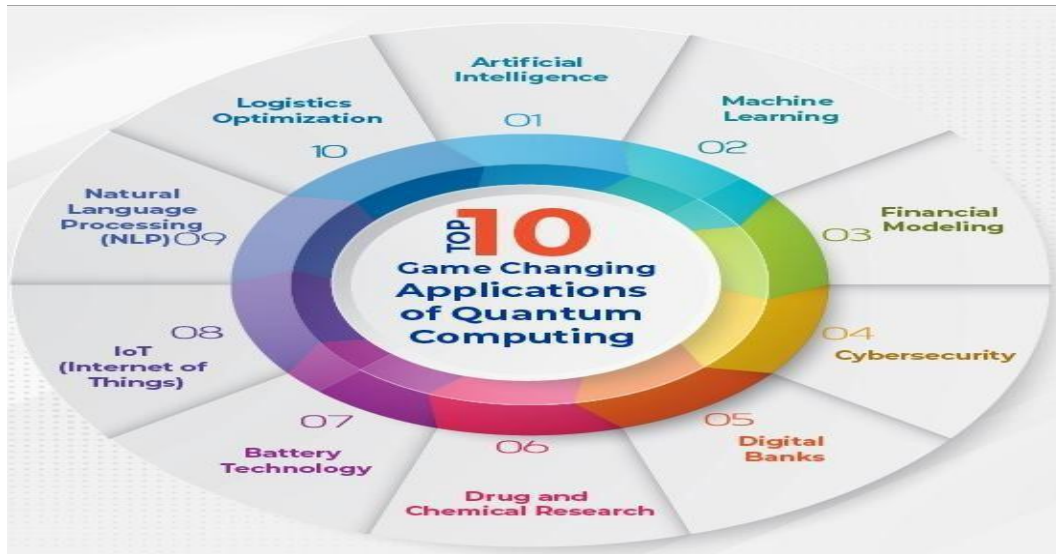 TOP 10
Game Changing
Applications
of Quantum
Computing
Artificial
Intelligence
01
Machine
Learning
02
Financial
Modeling
03
04
Cybersecurity
05
Digital
Banks
06
Drug and
Chemical Research
07
Battery
Technology
08
IoT
(Internet of
Things)
Natural
Language
Processing
(NLP) 09
Logistics
Optimization
10